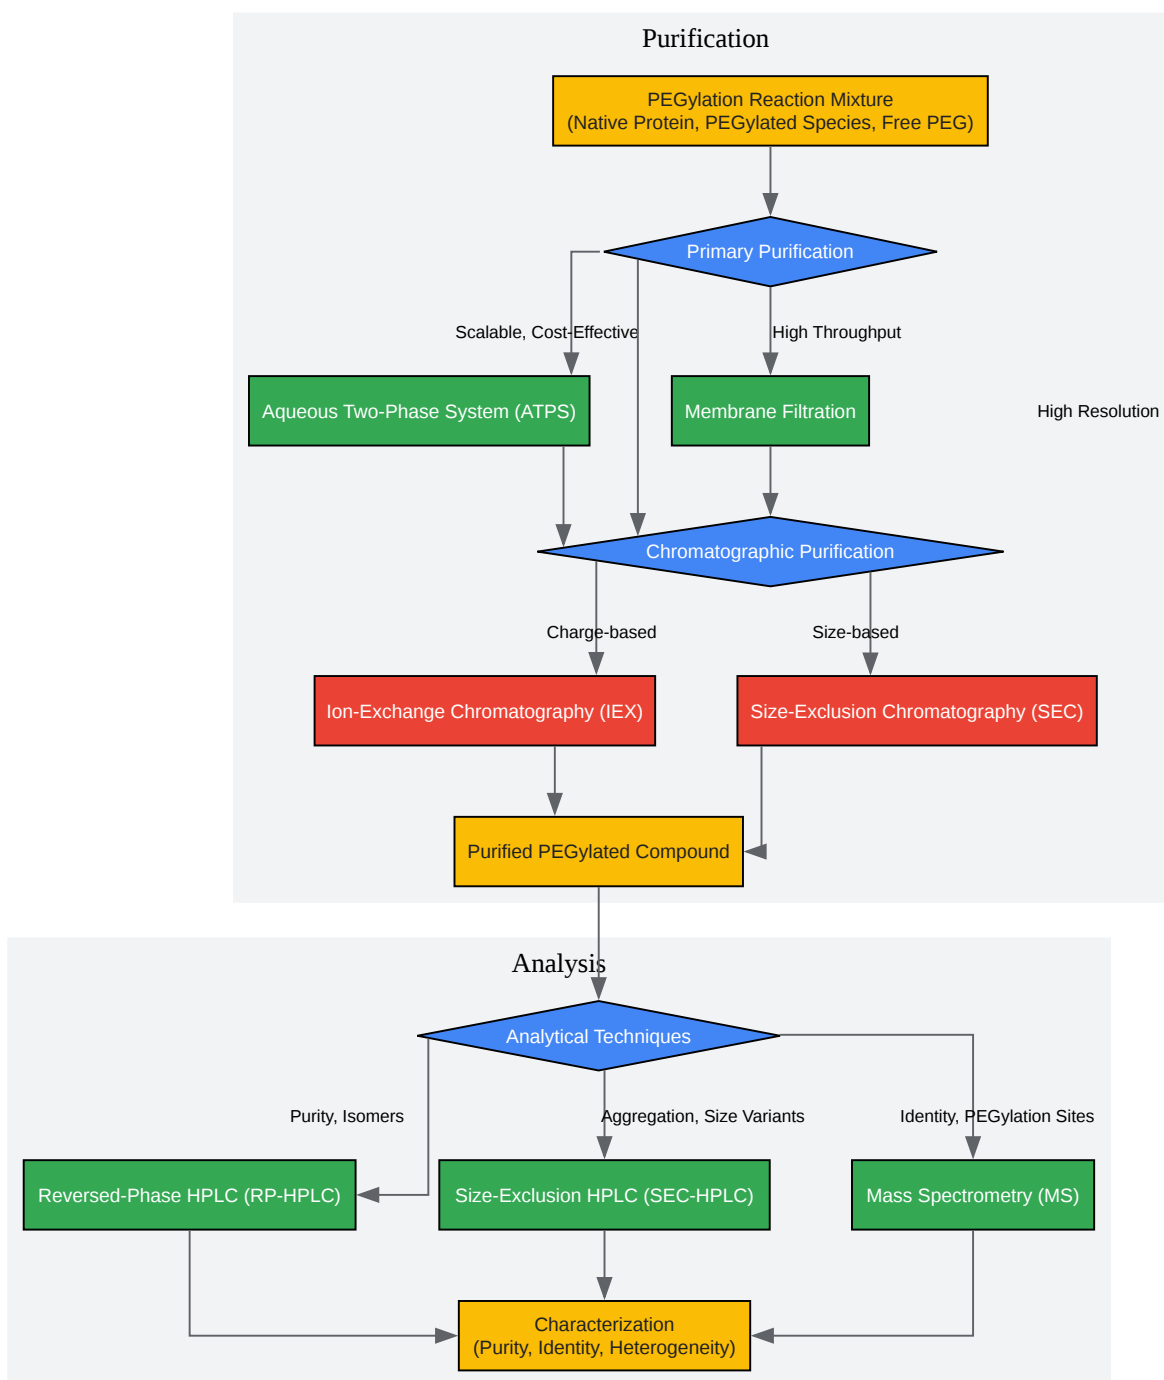 Purification
PEGylation Reaction Mixture
(Native Protein, PEGylated Species, Free PEG)
Primary Purification
Scalable, Cost-Effective
High Throughput
Aqueous Two-Phase System (ATPS)
Membrane Filtration
High Resolution
Chromatographic Purification
Charge-based
Size-based
Ion-Exchange Chromatography (IEX)
Size-Exclusion Chromatography (SEC)
Purified PEGylated Compound
Analysis
Analytical Techniques
Purity, Isomers
Aggregation, Size Variants
Identity, PEGylation Sites
Reversed-Phase HPLC (RP-HPLC)
Size-Exclusion HPLC (SEC-HPLC)
Mass Spectrometry (MS)
Characterization
(Purity, Identity, Heterogeneity)